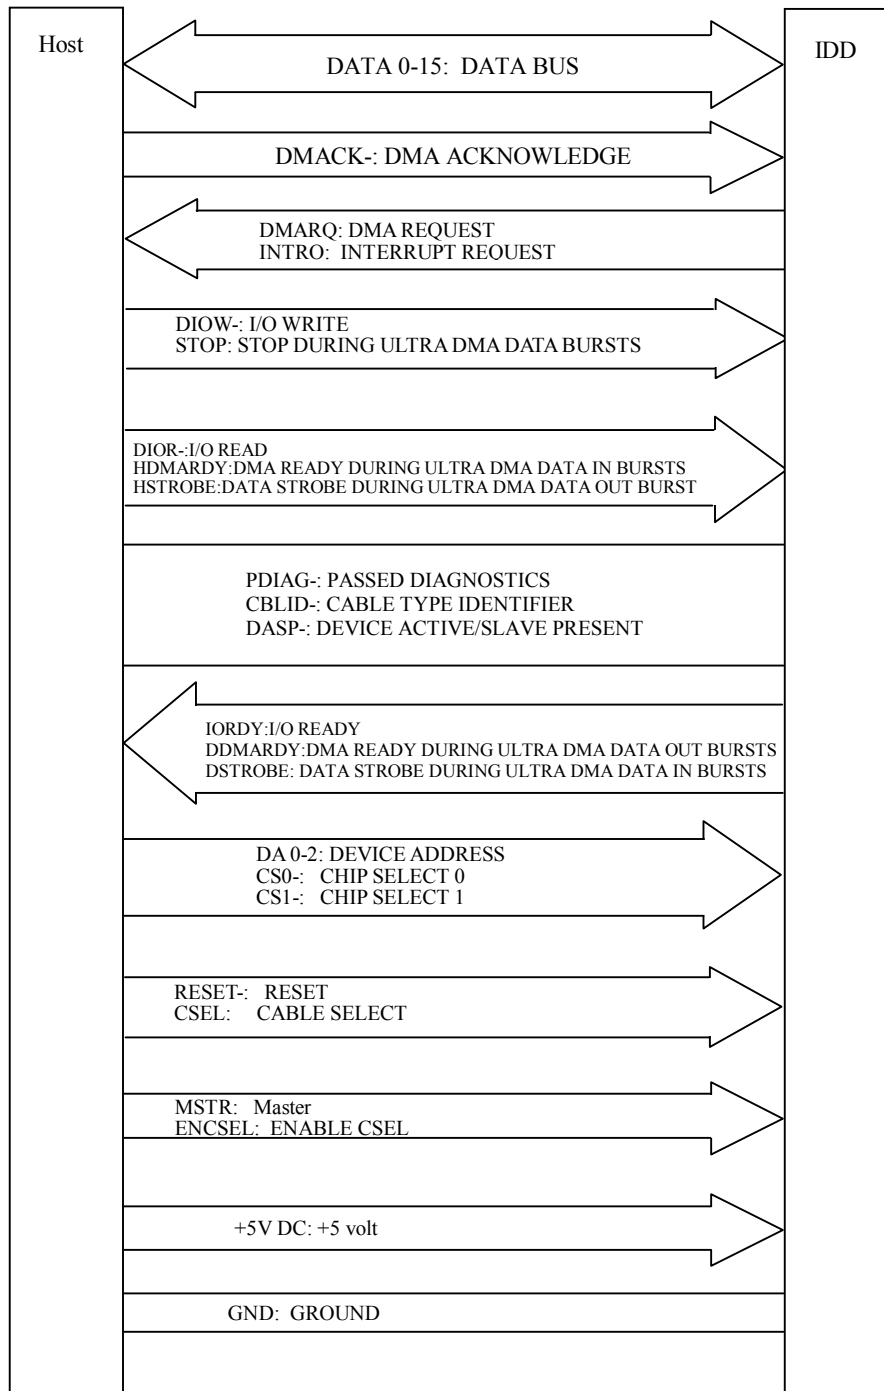 Host
IDD
DATA 0-15: DATA BUS
DMACK-: DMA ACKNOWLEDGE
DMARQ: DMA REQUEST
INTRO: INTERRUPT REQUEST
DIOW-: I/O WRITE
STOP: STOP DURING ULTRA DMA DATA BURSTS
DIOR-:I/O READ
HDMARDY:DMA READY DURING ULTRA DMA DATA IN BURSTS
HSTROBE:DATA STROBE DURING ULTRA DMA DATA OUT BURST
PDIAG-: PASSED DIAGNOSTICS
CBLID-: CABLE TYPE IDENTIFIER
DASP-: DEVICE ACTIVE/SLAVE PRESENT
IORDY:I/O READY
DDMARDY:DMA READY DURING ULTRA DMA DATA OUT BURSTS
DSTROBE: DATA STROBE DURING ULTRA DMA DATA IN BURSTS
DA 0-2: DEVICE ADDRESS
CS0-: CHIP SELECT 0
CS1-: CHIP SELECT 1
RESET-: RESET
CSEL: CABLE SELECT
MSTR: Master
ENCSEL: ENABLE CSEL
+5V DC: +5 volt
GND: GROUND